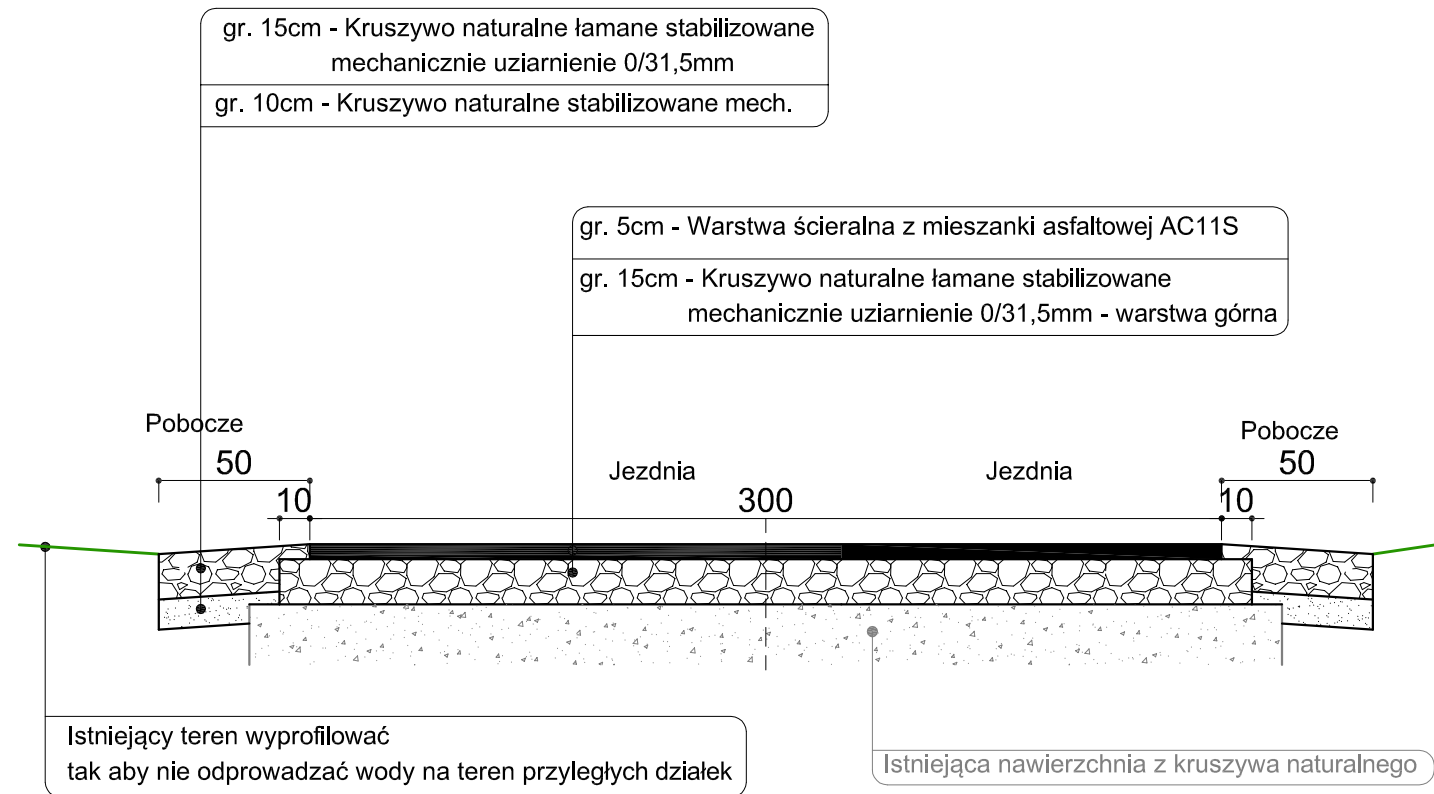 gr. 15cm - Kruszywo naturalne łamane stabilizowane
mechanicznie uziarnienie 0/31,5mm
gr. 10cm - Kruszywo naturalne stabilizowane mech.
gr. 5cm - Warstwa ścieralna z mieszanki asfaltowej AC11S
gr. 15cm - Kruszywo naturalne łamane stabilizowane
mechanicznie uziarnienie 0/31,5mm - warstwa górna
Pobocze
50
10
Jezdnia
300
Jezdnia
Pobocze
50
10
Istniejący teren wyprofilować
tak aby nie odprowadzać wody na teren przyległych działek
Istniejąca nawierzchnia z kruszywa naturalnego